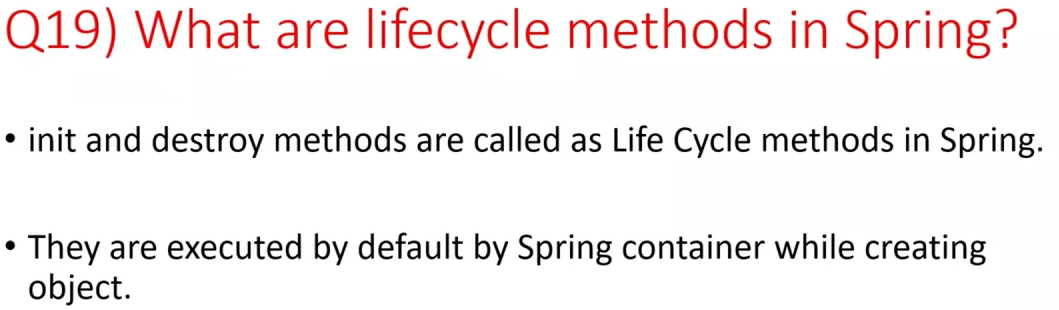 Q19) What are lifecycle methods in Spring?
• init and destroy methods are called as Life Cycle methods in Spring.
• They are executed by default by Spring container while creating
object.